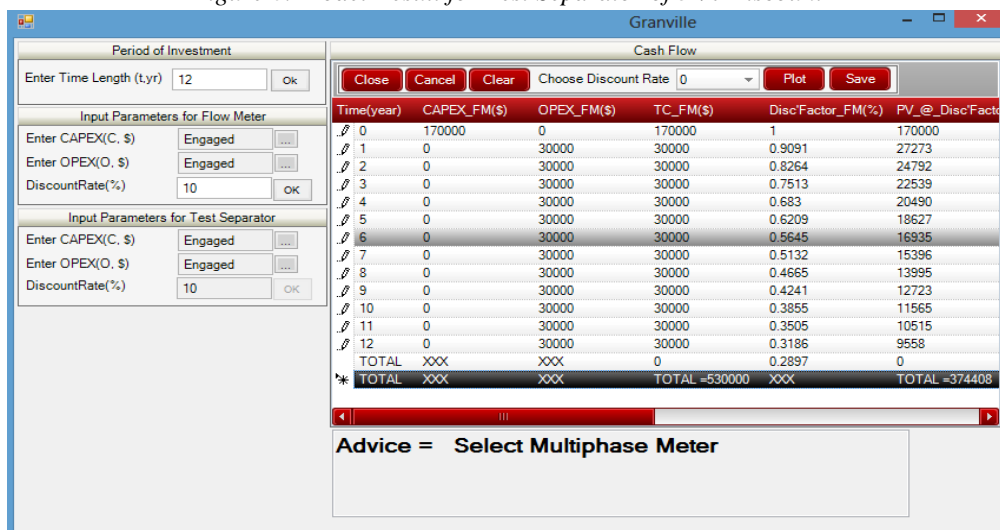 Granville
Period of Investment
Enter Time Length (t,yr) 12 Ok
Input Parameters for Flow Meter
Enter CAPEX(C, $) Engaged ...
Enter OPEX(O, $) Engaged ...
DiscountRate(%) 10 OK
Input Parameters for Test Separator
Enter CAPEX(C, $) Engaged ...
Enter OPEX(O, $) Engaged ...
DiscountRate(%) 10 OK
Cash Flow
Close Cancel Clear Choose Discount Rate 0 Plot Save
Time(year) CAPEX_FM($) OPEX_FM($) TC_FM($) Disc'Factor_FM(%) PV_@_Disc'Facto
0 170000 0 170000 1 170000
1 0 30000 30000 0.9091 27273
2 0 30000 30000 0.8264 24792
3 0 30000 30000 0.7513 22539
4 0 30000 30000 0.683 20490
5 0 30000 30000 0.6209 18627
6 0 30000 30000 0.5645 16935
7 0 30000 30000 0.5132 15396
8 0 30000 30000 0.4665 13995
9 0 30000 30000 0.4241 12723
10 0 30000 30000 0.3855 11565
11 0 30000 30000 0.3505 10515
12 0 30000 30000 0.3186 9558
TOTAL XXX XXX 0 0.2897 0
TOTAL XXX XXX TOTAL =530000 XXX TOTAL =374408
Advice = Select Multiphase Meter